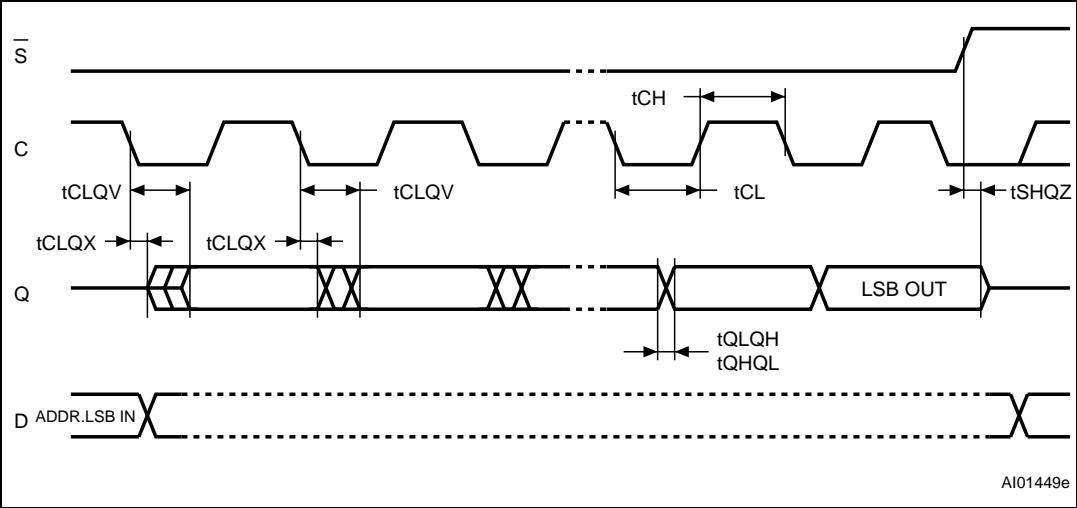 S
tCH
C
tCLQV
tCLQV
tCL
tSHQZ
tCLQX
tCLQX
Q
LSB OUT
tQLQH
tQHQL
D
ADDR.LSB IN
AI01449e